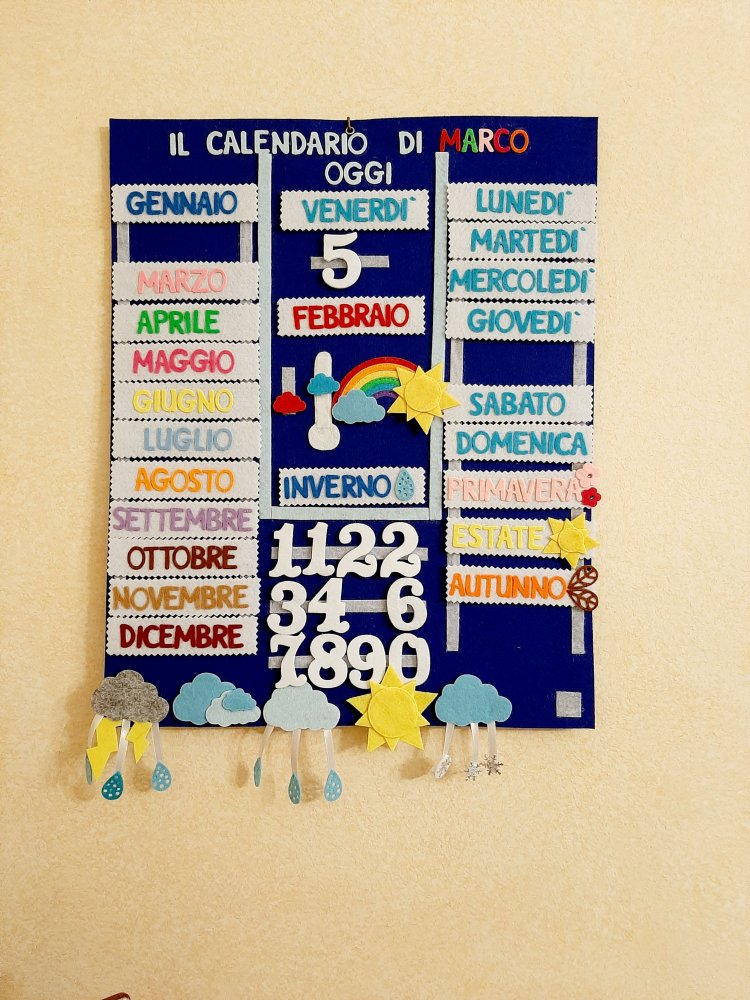 IL CALENDARIO DI MARCO
OGGI
GENNAIO
MARZO
APRILE
MAGGIO
GIUGNO
LUGLIO
AGOSTO
SETTEMBRE
OTTOBRE
NOVEMBRE
DICEMBRE
VENERDI`
5
FEBBRAIO
INVERNO
1122
34 6
7890
LUNEDI`
MARTEDI`
MERCOLEDI`
GIOVEDI`
SABATO
DOMENICA
PRIMAVERA
ESTATE
AUTUNNO